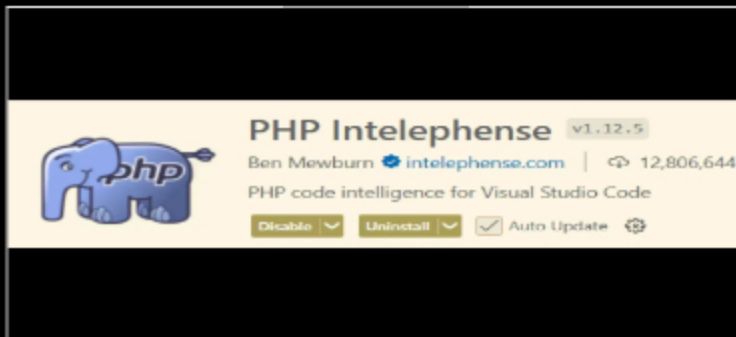 php
PHP Intelephense v1.12.5
Ben Mewburn intelephense.com | 12,806,644
PHP code intelligence for Visual Studio Code
Disable Uninstall Auto Update